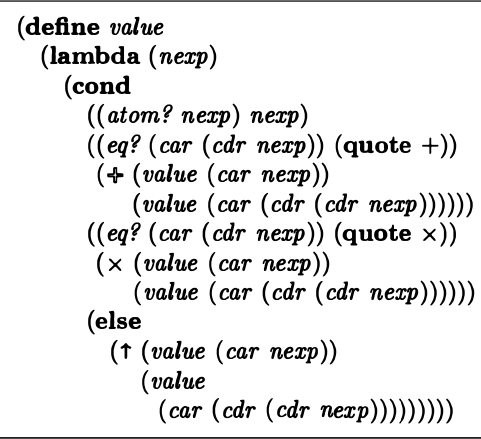 (define value
(lambda (nexp)
(cond
((atom? nexp) nexp)
((eq? (car (cdr nexp)) (quote +))
(✛ (value (car nexp))
(value (car (cdr (cdr nexp))))))
((eq? (car (cdr nexp)) (quote ×))
(× (value (car nexp))
(value (car (cdr (cdr nexp))))))
(else
(↑ (value (car nexp))
(value
(car (cdr (cdr nexp)))))))))